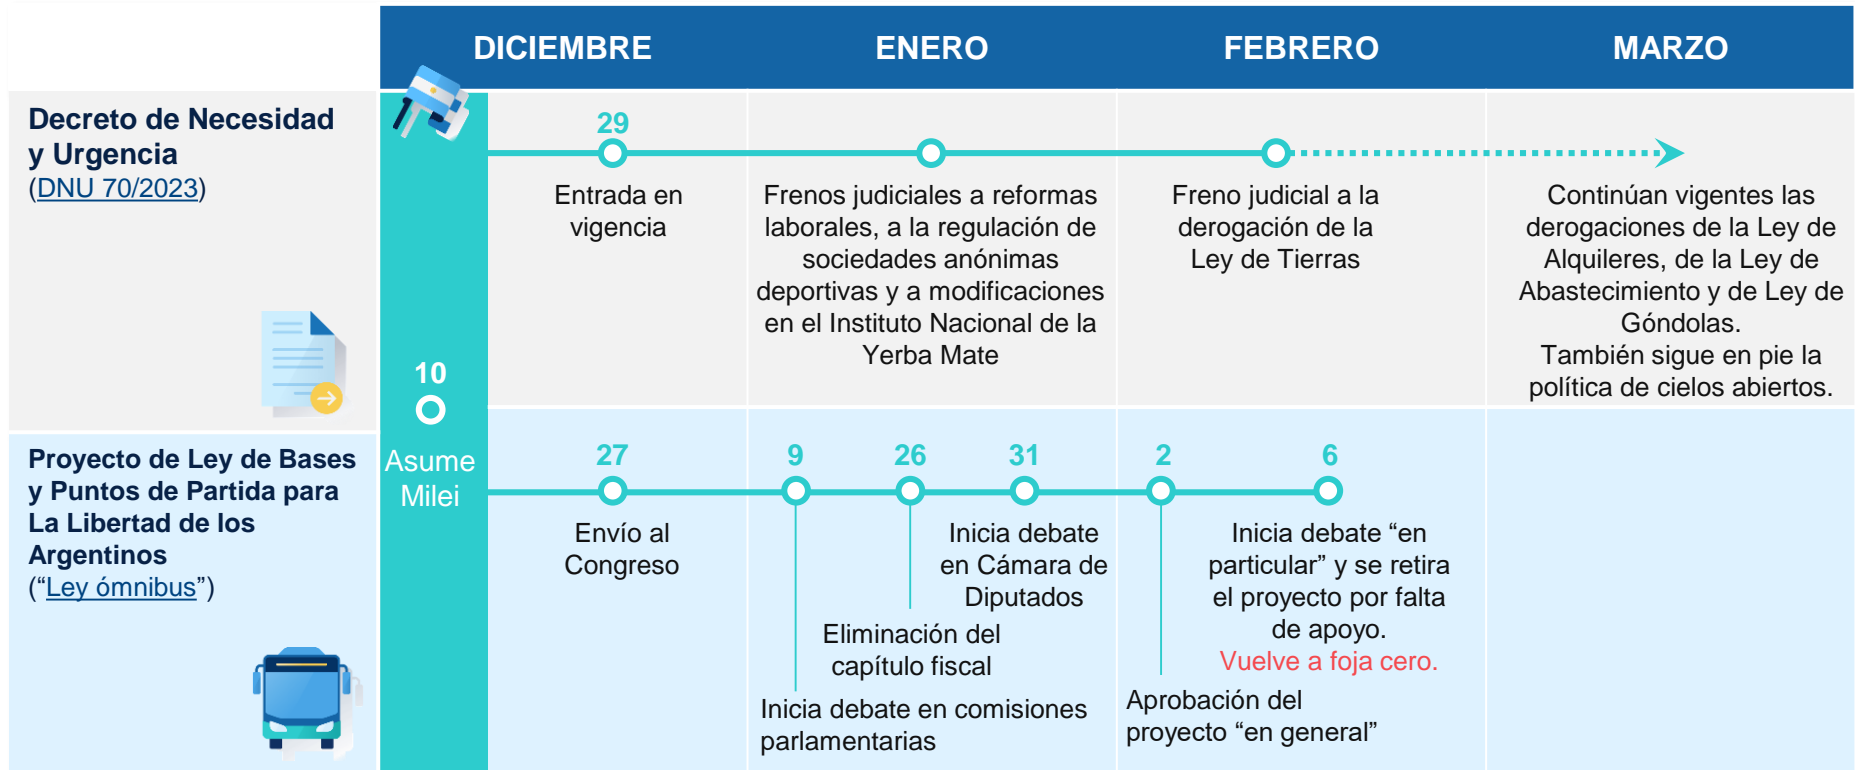 DICIEMBRE
ENERO
FEBRERO
MARZO
Decreto de Necesidad
y Urgencia
(DNU 70/2023)
10
Asume
Milei
29
Entrada en
vigencia
Frenos judiciales a reformas
laborales, a la regulación de
sociedades anónimas
deportivas y a modificaciones
en el Instituto Nacional de la
Yerba Mate
Freno judicial a la
derogación de la
Ley de Tierras
Continúan vigentes las
derogaciones de la Ley de
Alquileres, de la Ley de
Abastecimiento y de Ley de
Góndolas.
También sigue en pie la
política de cielos abiertos.
Proyecto de Ley de Bases
y Puntos de Partida para
La Libertad de los
Argentinos
(“Ley ómnibus”)
27
Envío al
Congreso
9
Inicia debate en comisiones
parlamentarias
26
Eliminación del
capítulo fiscal
31
Inicia debate
en Cámara de
Diputados
2
Aprobación del
proyecto “en general”
6
Inicia debate “en
particular” y se retira
el proyecto por falta
de apoyo.
Vuelve a foja cero.